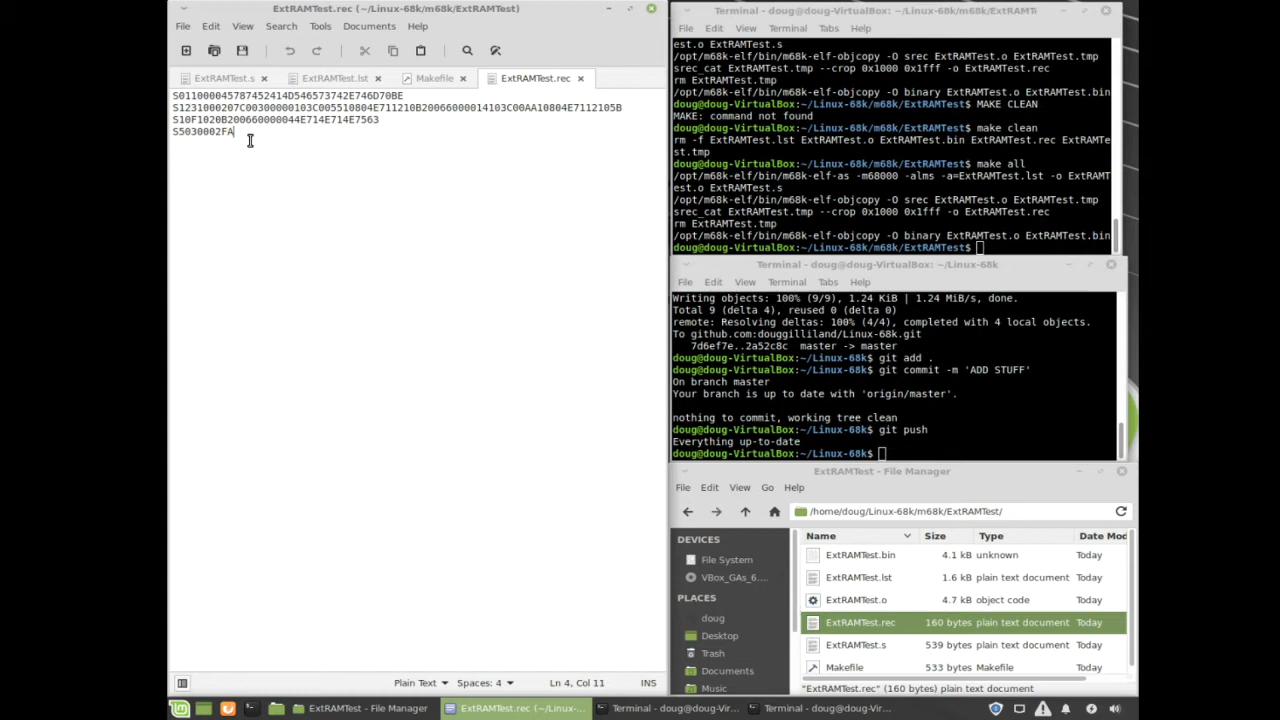 ExtRAMTest.rec (~/Linux-68k/m68k/ExtRAMTest)
File Edit View Search Tools Documents Help
ExtRAMTest.s ExtRAMTest.lst Makefile ExtRAMTest.rec
S01100004578745​2414D546573742E746D70BE
S1231000207C00300000103C005510804E711210B20066000014103C00AA10804E7112105B
S10F1020B200660000044E714E714E7563
S5030002FA
Plain Text Spaces: 4 Ln 4, Col 11 INS
Terminal - doug@doug-VirtualBox: ~/Linux-68k/m68k/ExtRAMT
File Edit View Terminal Tabs Help
est.o ExtRAMTest.s
/opt/m68k-elf/bin/m68k-elf-objcopy -O srec ExtRAMTest.o ExtRAMTest.tmp
srec_cat ExtRAMTest.tmp --crop 0x1000 0x1fff -o ExtRAMTest.rec
rm ExtRAMTest.tmp
/opt/m68k-elf/bin/m68k-elf-objcopy -O binary ExtRAMTest.o ExtRAMTest.bin
doug@doug-VirtualBox:~/Linux-68k/m68k/ExtRAMTest$ MAKE CLEAN
MAKE: command not found
doug@doug-VirtualBox:~/Linux-68k/m68k/ExtRAMTest$ make clean
rm -f ExtRAMTest.lst ExtRAMTest.o ExtRAMTest.bin ExtRAMTest.rec ExtRAMTe
st.tmp
doug@doug-VirtualBox:~/Linux-68k/m68k/ExtRAMTest$ make all
/opt/m68k-elf/bin/m68k-elf-as -m68000 -alms -a=ExtRAMTest.lst -o ExtRAMT
est.o ExtRAMTest.s
/opt/m68k-elf/bin/m68k-elf-objcopy -O srec ExtRAMTest.o ExtRAMTest.tmp
srec_cat ExtRAMTest.tmp --crop 0x1000 0x1fff -o ExtRAMTest.rec
rm ExtRAMTest.tmp
/opt/m68k-elf/bin/m68k-elf-objcopy -O binary ExtRAMTest.o ExtRAMTest.bin
doug@doug-VirtualBox:~/Linux-68k/m68k/ExtRAMTest$
Terminal - doug@doug-VirtualBox: ~/Linux-68k
File Edit View Terminal Tabs Help
Writing objects: 100% (9/9), 1.24 KiB | 1.24 MiB/s, done.
Total 9 (delta 4), reused 0 (delta 0)
remote: Resolving deltas: 100% (4/4), completed with 4 local objects.
To github.com:douggilliland/Linux-68k.git
7d6ef7e..2a52c8c master -> master
doug@doug-VirtualBox:~/Linux-68k$ git add .
doug@doug-VirtualBox:~/Linux-68k$ git commit -m 'ADD STUFF'
On branch master
Your branch is up to date with 'origin/master'.
nothing to commit, working tree clean
doug@doug-VirtualBox:~/Linux-68k$ git push
Everything up-to-date
doug@doug-VirtualBox:~/Linux-68k$
ExtRAMTest - File Manager
File Edit View Go Help
/home/doug/Linux-68k/m68k/ExtRAMTest/
DEVICES
File System
VBox_GAs_6....
PLACES
doug
Desktop
Trash
Documents
Music
Name Size Type Date Mod
ExtRAMTest.bin 4.1 kB unknown Today
ExtRAMTest.lst 1.6 kB plain text document Today
ExtRAMTest.o 4.7 kB object code Today
ExtRAMTest.rec 160 bytes plain text document Today
ExtRAMTest.s 539 bytes plain text document Today
Makefile 533 bytes Makefile Today
"ExtRAMTest.rec" (160 bytes) plain text document
ExtRAMTest - File Manager
ExtRAMTest.rec (~/Linux-...
Terminal - doug@doug-Vi...
Terminal - doug@doug-Vir...